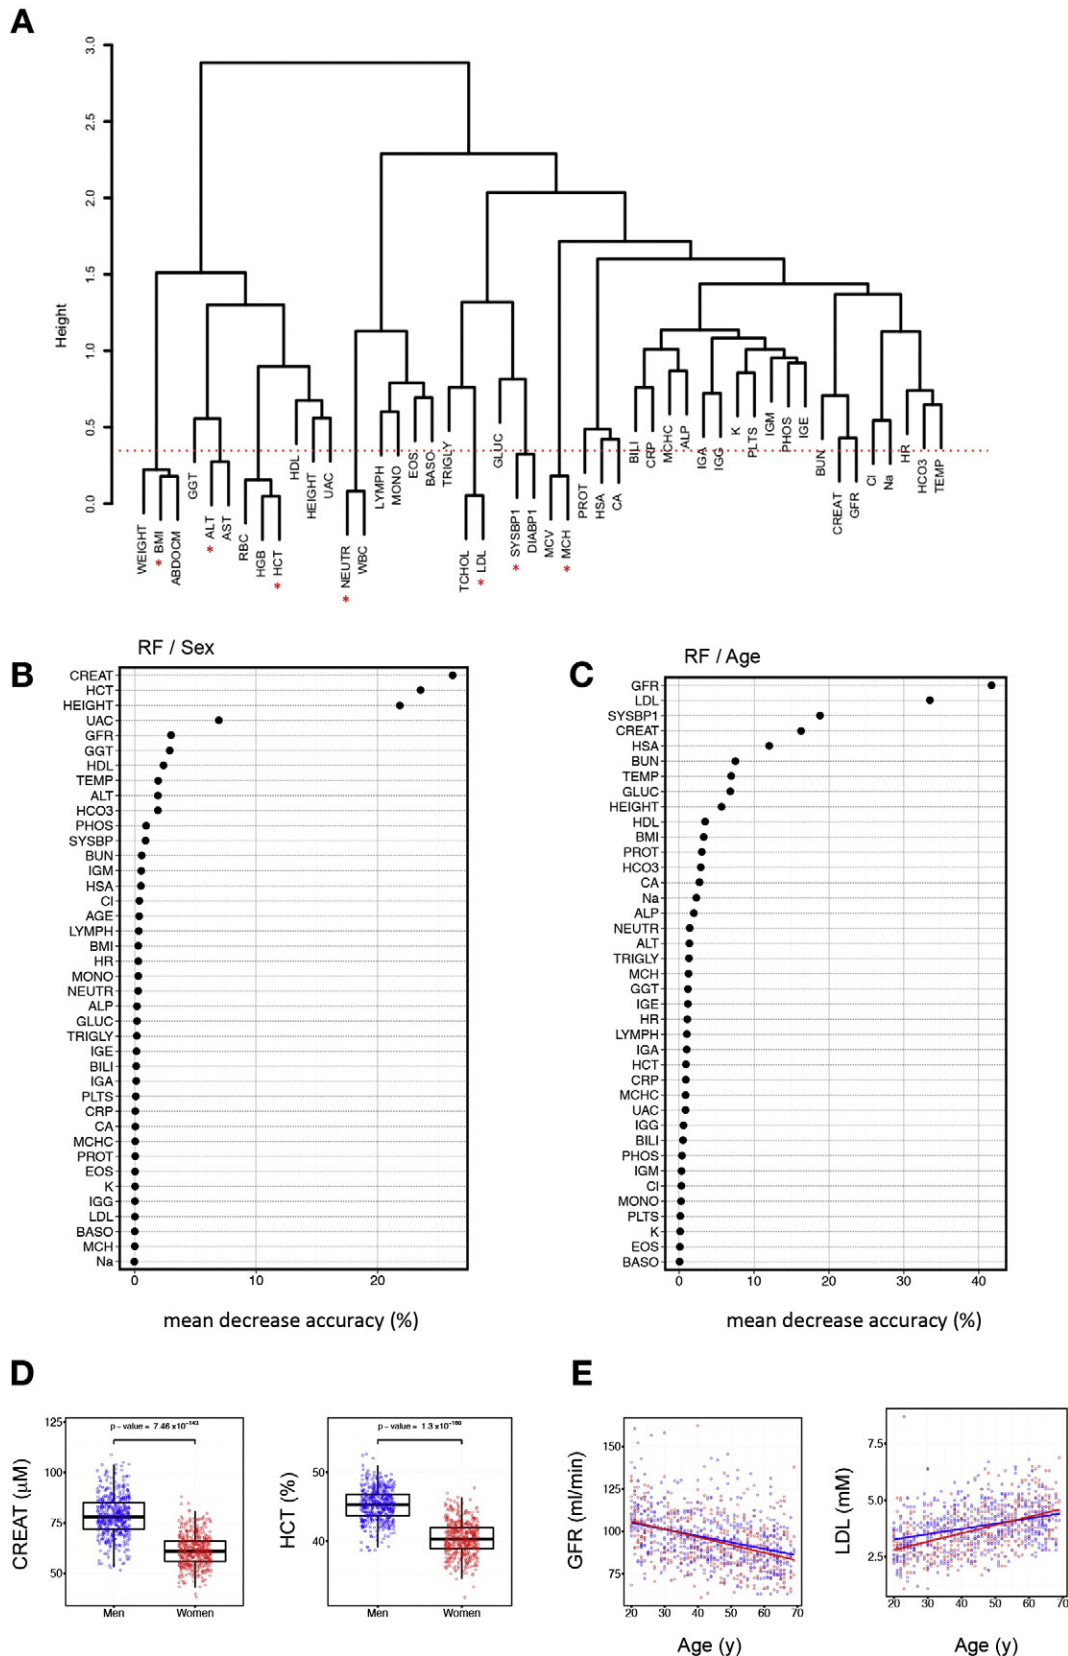 A
Height
3.0
2.5
2.0
1.5
1.0
0.5
0.0
WEIGHT
BMI
*
ABDOCM
GGT
ALT
*
AST
RBC
HGB
HCT
*
HDL
HEIGHT
UAC
NEUTR
*
WBC
LYMPH
MONO
EOS
BASO
TRIGLY
TCHOL
LDL
*
GLUC
SYSBP1
*
DIABP1
MCV
MCH
*
PROT
HSA
CA
BILI
CRP
MCHC
ALP
IGA
IGG
K
PLTS
IGM
PHOS
IGE
BUN
CREAT
GFR
Cl
Na
HR
HCO3
TEMP
B
RF / Sex
CREAT
HCT
HEIGHT
UAC
GFR
GGT
HDL
TEMP
ALT
HCO3
PHOS
SYSBP
BUN
IGM
HSA
Cl
AGE
LYMPH
BMI
HR
MONO
NEUTR
ALP
GLUC
TRIGLY
IGE
BILI
IGA
PLTS
CRP
CA
MCHC
PROT
EOS
K
IGG
LDL
BASO
MCH
Na
0 10 20
mean decrease accuracy (%)
C
RF / Age
GFR
LDL
SYSBP1
CREAT
HSA
BUN
TEMP
GLUC
HEIGHT
HDL
BMI
PROT
HCO3
CA
Na
ALP
NEUTR
ALT
TRIGLY
MCH
GGT
IGE
HR
LYMPH
IGA
HCT
CRP
MCHC
UAC
IGG
BILI
PHOS
IGM
Cl
MONO
PLTS
K
EOS
BASO
0 10 20 30 40
mean decrease accuracy (%)
D
CREAT (µM)
125
100
75
50
p − value = 7.46 x10⁻¹⁴³
Men Women
HCT (%)
50
40
p − value = 1.3 x10⁻¹⁶⁰
Men Women
E
GFR (ml/min)
150
125
100
75
20 30 40 50 60 70
Age (y)
LDL (mM)
7.5
5.0
2.5
20 30 40 50 60 70
Age (y)